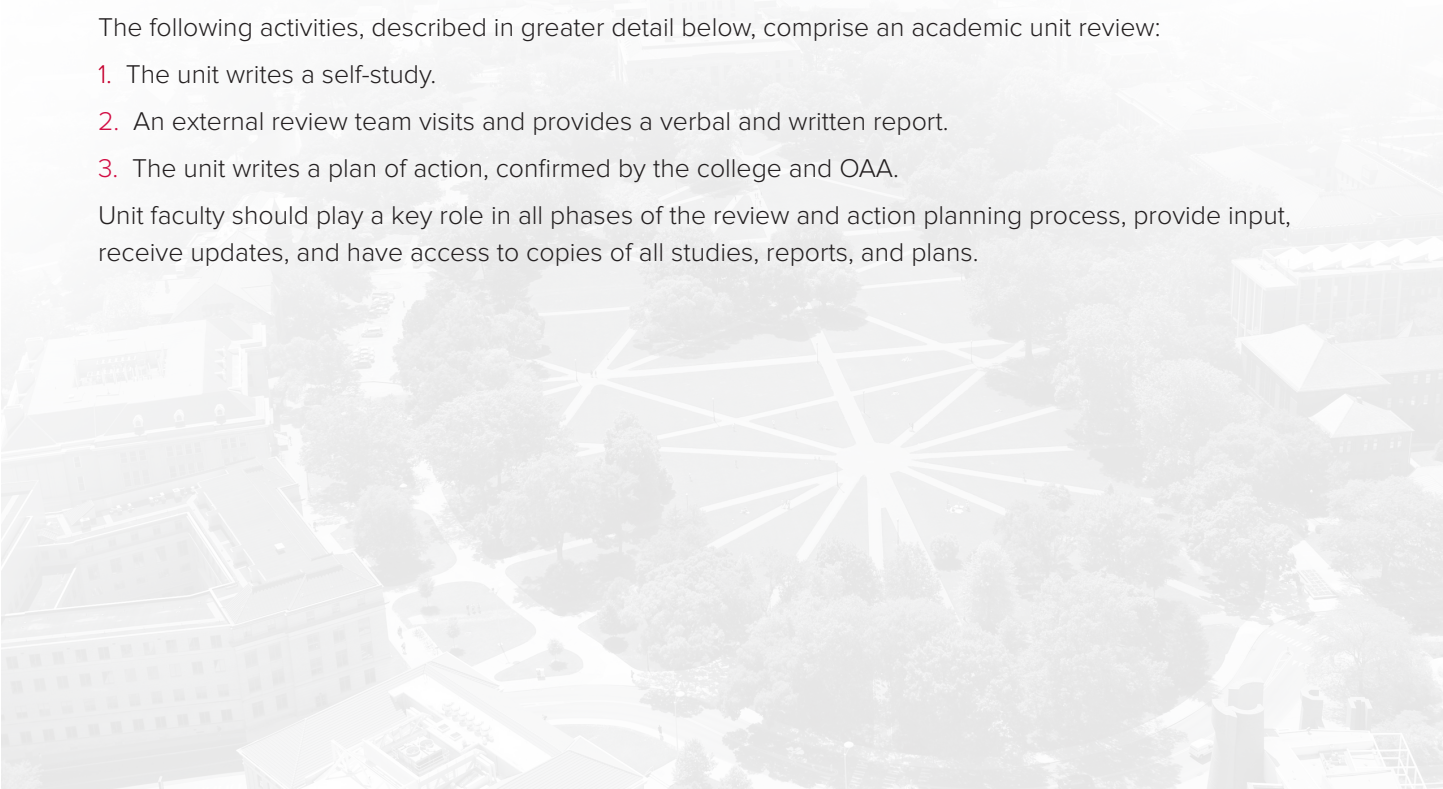 The following activities, described in greater detail below, comprise an academic unit review:
1. The unit writes a self-study.
2. An external review team visits and provides a verbal and written report.
3. The unit writes a plan of action, confirmed by the college and OAA.
Unit faculty should play a key role in all phases of the review and action planning process, provide input,
receive updates, and have access to copies of all studies, reports, and plans.